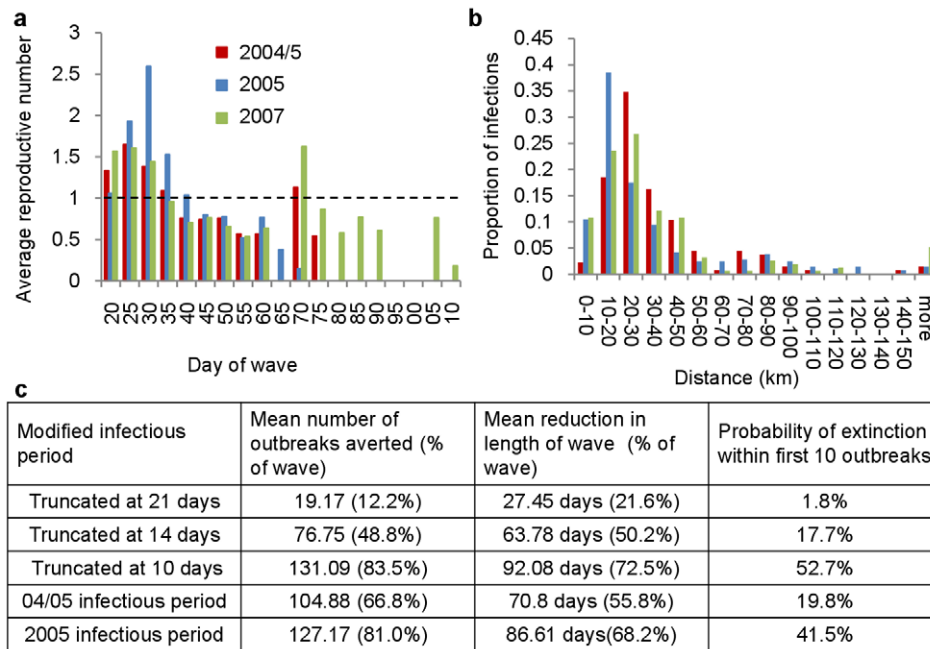 a
3
2.5
2
1.5
1
0.5
0
Average reproductive number
2004/5
2005
2007
20 25 30 35 40 45 50 55 60 65 70 75 80 85 90 95 00 05 10
Day of wave
b
0.45
0.4
0.35
0.3
0.25
0.2
0.15
0.1
0.05
0
Proportion of infections
0-10 10-20 20-30 30-40 40-50 50-60 60-70 70-80 80-90 90-100 100-110 110-120 120-130 130-140 140-150 more
Distance (km)
c
Modified infectious
period
Mean number of
outbreaks averted (%
of wave)
Mean reduction in
length of wave (% of
wave)
Probability of extinction
within first 10 outbreaks
Truncated at 21 days 19.17 (12.2%) 27.45 days (21.6%) 1.8%
Truncated at 14 days 76.75 (48.8%) 63.78 days (50.2%) 17.7%
Truncated at 10 days 131.09 (83.5%) 92.08 days (72.5%) 52.7%
04/05 infectious period 104.88 (66.8%) 70.8 days (55.8%) 19.8%
2005 infectious period 127.17 (81.0%) 86.61 days(68.2%) 41.5%